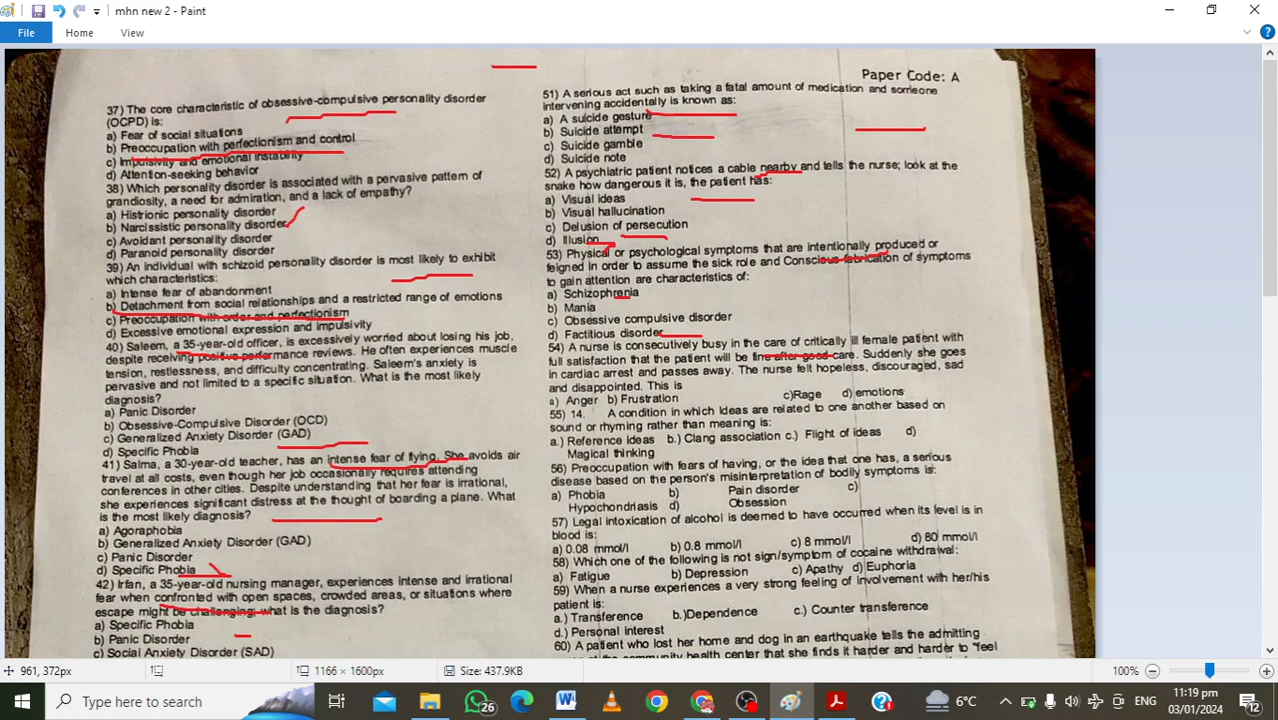 mhn new 2 - Paint
File Home View
Paper Code: A
37) The core characteristic of obsessive-compulsive personality disorder
(OCPD) is:
a) Fear of social situations
b) Preoccupation with perfectionism and control
c) Impulsivity and emotional instability
d) Attention-seeking behavior
38) Which personality disorder is associated with a pervasive pattern of
grandiosity, a need for admiration, and a lack of empathy?
a) Histrionic personality disorder
b) Narcissistic personality disorder
c) Avoidant personality disorder
d) Paranoid personality disorder
39) An individual with schizoid personality disorder is most likely to exhibit
which characteristics:
a) Intense fear of abandonment
b) Detachment from social relationships and a restricted range of emotions
c) Preoccupation with order and perfectionism
d) Excessive emotional expression and impulsivity
40) Saleem, a 35-year-old officer, is excessively worried about losing his job,
despite receiving positive performance reviews. He often experiences muscle
tension, restlessness, and difficulty concentrating. Saleem's anxiety is
pervasive and not limited to a specific situation. What is the most likely
diagnosis?
a) Panic Disorder
b) Obsessive-Compulsive Disorder (OCD)
c) Generalized Anxiety Disorder (GAD)
d) Specific Phobia
41) Salma, a 30-year-old teacher, has an intense fear of flying. She avoids air
travel at all costs, even though her job occasionally requires attending
conferences in other cities. Despite understanding that her fear is irrational,
she experiences significant distress at the thought of boarding a plane. What
is the most likely diagnosis?
a) Agoraphobia
b) Generalized Anxiety Disorder (GAD)
c) Panic Disorder
d) Specific Phobia
42) Irfan, a 35-year-old nursing manager, experiences intense and irrational
fear when confronted with open spaces, crowded areas, or situations where
escape might be challenging; what is the diagnosis?
a) Specific Phobia
b) Panic Disorder
c) Social Anxiety Disorder (SAD)
51) A serious act such as taking a fatal amount of medication and someone
intervening accidentally is known as:
a) A suicide gesture
b) Suicide attempt
c) Suicide gamble
d) Suicide note
52) A psychiatric patient notices a cable nearby and tells the nurse; look at the
snake how dangerous it is, the patient has:
a) Visual ideas
b) Visual hallucination
c) Delusion of persecution
d) Illusion
53) Physical or psychological symptoms that are intentionally produced or
feigned in order to assume the sick role and Conscious fabrication of symptoms
to gain attention are characteristics of:
a) Schizophrenia
b) Mania
c) Obsessive compulsive disorder
d) Factitious disorder
54) A nurse is consecutively busy in the care of critically ill female patient with
full satisfaction that the patient will be fine after good care. Suddenly she goes
in cardiac arrest and passes away. The nurse felt hopeless, discouraged, sad
and disappointed. This is
a) Anger b) Frustration c)Rage d) emotions
55) 14. A condition in which Ideas are related to one another based on
sound or rhyming rather than meaning is:
a.) Reference ideas b.) Clang association c.) Flight of ideas d)
Magical thinking
56) Preoccupation with fears of having, or the idea that one has, a serious
disease based on the person's misinterpretation of bodily symptoms is:
a) Phobia b) Pain disorder c)
Hypochondriasis d) Obsession
57) Legal intoxication of alcohol is deemed to have occurred when its level is in
blood is:
a) 0.08 mmol/l b) 0.8 mmol/l c) 8 mmol/l d) 80 mmol/l
58) Which one of the following is not sign/symptom of cocaine withdrawal:
a) Fatigue b) Depression c) Apathy d) Euphoria
59) When a nurse experiences a very strong feeling of involvement with her/his
patient is:
a.) Transference b.)Dependence c.) Counter transference
d.) Personal interest
60) A patient who lost her home and dog in an earthquake tells the admitting
community health center that she finds it harder and harder to "feel
961, 372px 1166 × 1600px Size: 437.9KB 100%
Type here to search 26 6°C ENG 11:19 pm
03/01/2024 12